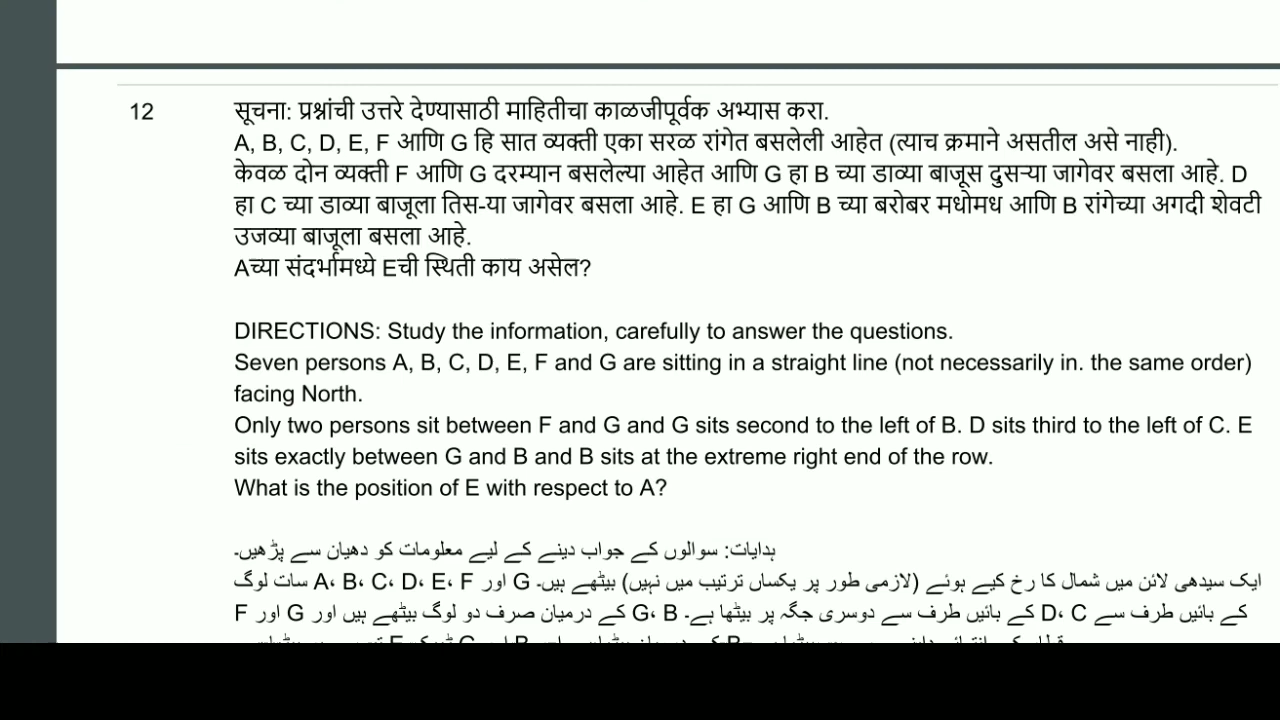 12
सूचना: प्रश्नांची उत्तरे देण्यासाठी माहितीचा काळजीपूर्वक अभ्यास करा.
A, B, C, D, E, F आणि G हि सात व्यक्ती एका सरळ रांगेत बसलेली आहेत (त्याच क्रमाने असतील असे नाही).
केवळ दोन व्यक्ती F आणि G दरम्यान बसलेल्या आहेत आणि G हा B च्या डाव्या बाजूस दुसऱ्या जागेवर बसला आहे. D
हा C च्या डाव्या बाजूला तिस-या जागेवर बसला आहे. E हा G आणि B च्या बरोबर मधोमध आणि B रांगेच्या अगदी शेवटी
उजव्या बाजूला बसला आहे.
Aच्या संदर्भामध्ये Eची स्थिती काय असेल?
DIRECTIONS: Study the information, carefully to answer the questions.
Seven persons A, B, C, D, E, F and G are sitting in a straight line (not necessarily in. the same order)
facing North.
Only two persons sit between F and G and G sits second to the left of B. D sits third to the left of C. E
sits exactly between G and B and B sits at the extreme right end of the row.
What is the position of E with respect to A?
ہدایات: سوالوں کے جواب دینے کے لیے معلومات کو دھیان سے پڑھیں۔
ایک سیدھی لائن میں شمال کا رخ کیے ہوئے (لازمی طور پر یکساں ترتیب میں نہیں) بیٹھے ہیں۔ G اور A، B، C، D، E، F سات لوگ
کے بائیں طرف سے D، C کے بائیں طرف سے دوسری جگہ پر بیٹھا ہے۔ G، B کے درمیان صرف دو لوگ بیٹھے ہیں اور G اور F